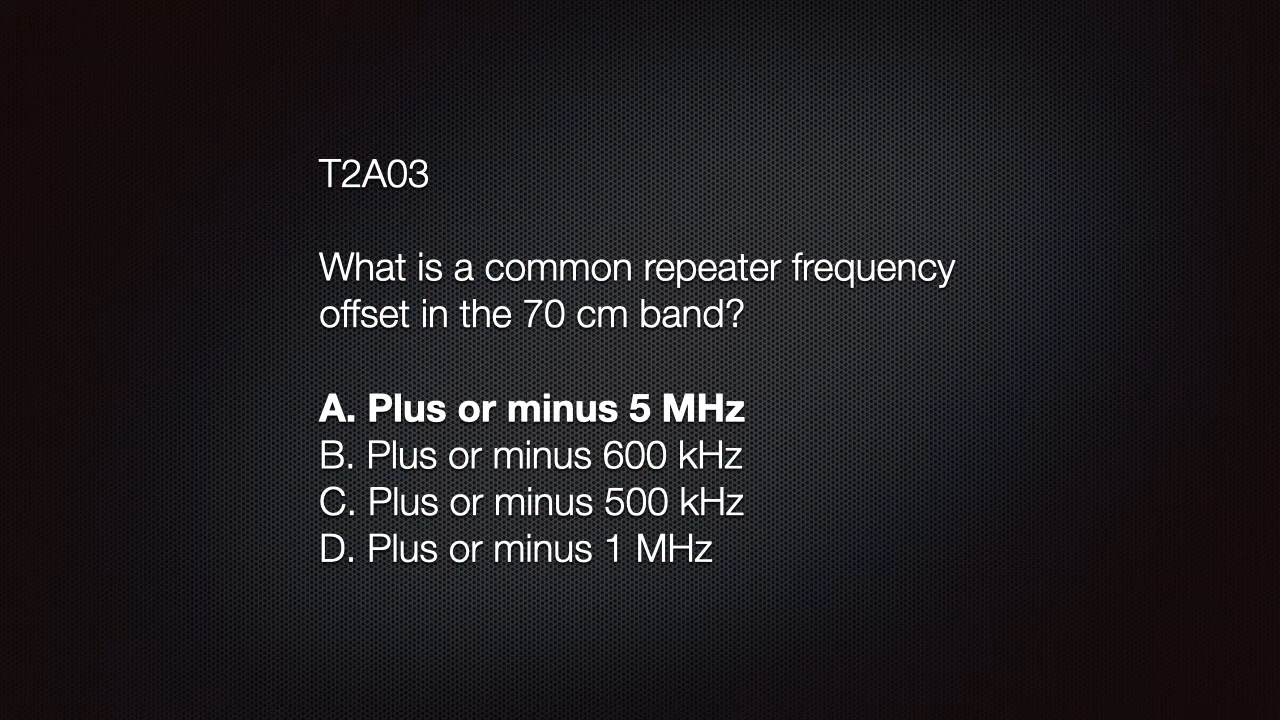 T2A03
What is a common repeater frequency
offset in the 70 cm band?
A. Plus or minus 5 MHz
B. Plus or minus 600 kHz
C. Plus or minus 500 kHz
D. Plus or minus 1 MHz